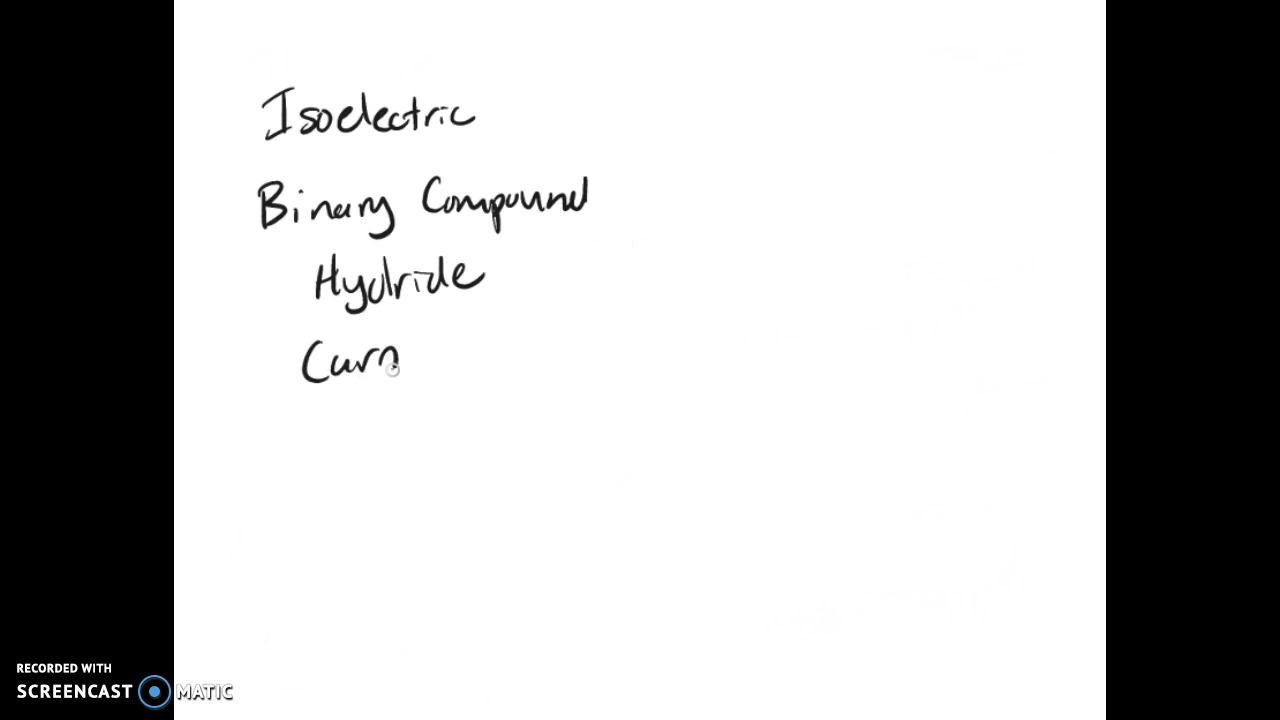 Isoelectric
Binary Compound
Hydride
RECORDED WITH
SCREENCAST MATIC